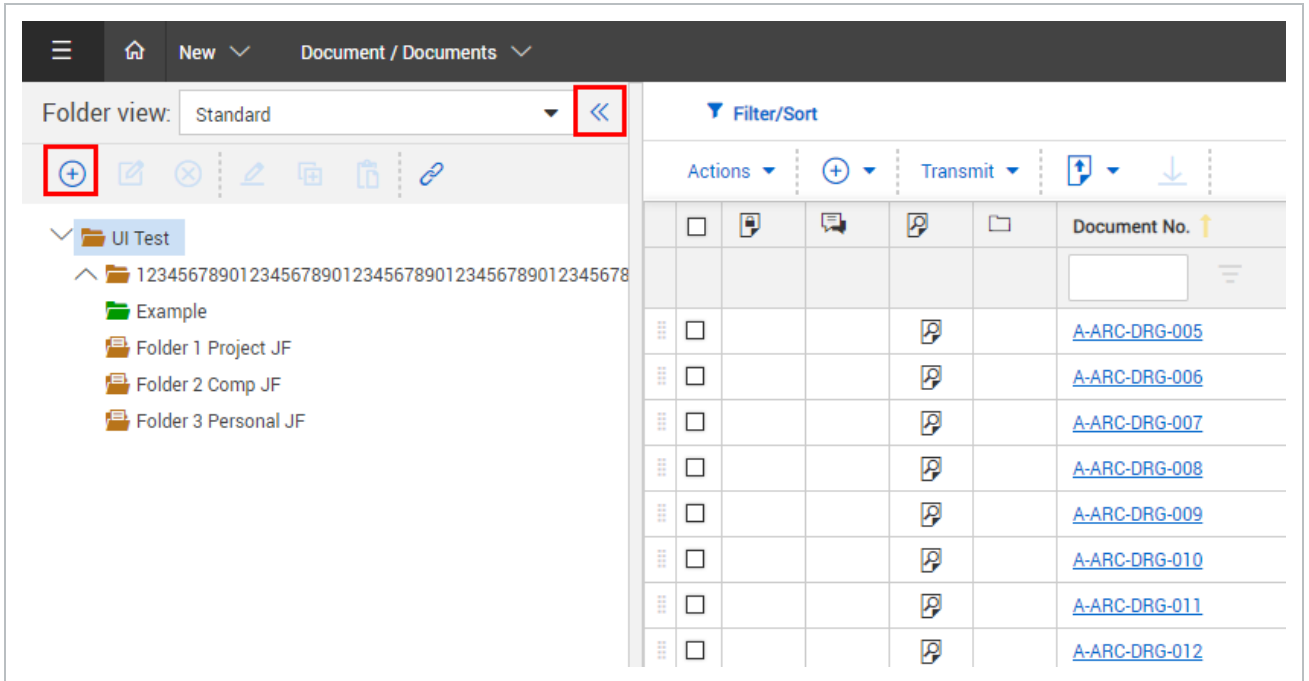 New
Document / Documents
Folder view: Standard
Filter/Sort
Actions
Transmit
UI Test
123456789012345678901234567890123456789012345678
Example
Folder 1 Project JF
Folder 2 Comp JF
Folder 3 Personal JF
Document No.
A-ARC-DRG-005
A-ARC-DRG-006
A-ARC-DRG-007
A-ARC-DRG-008
A-ARC-DRG-009
A-ARC-DRG-010
A-ARC-DRG-011
A-ARC-DRG-012